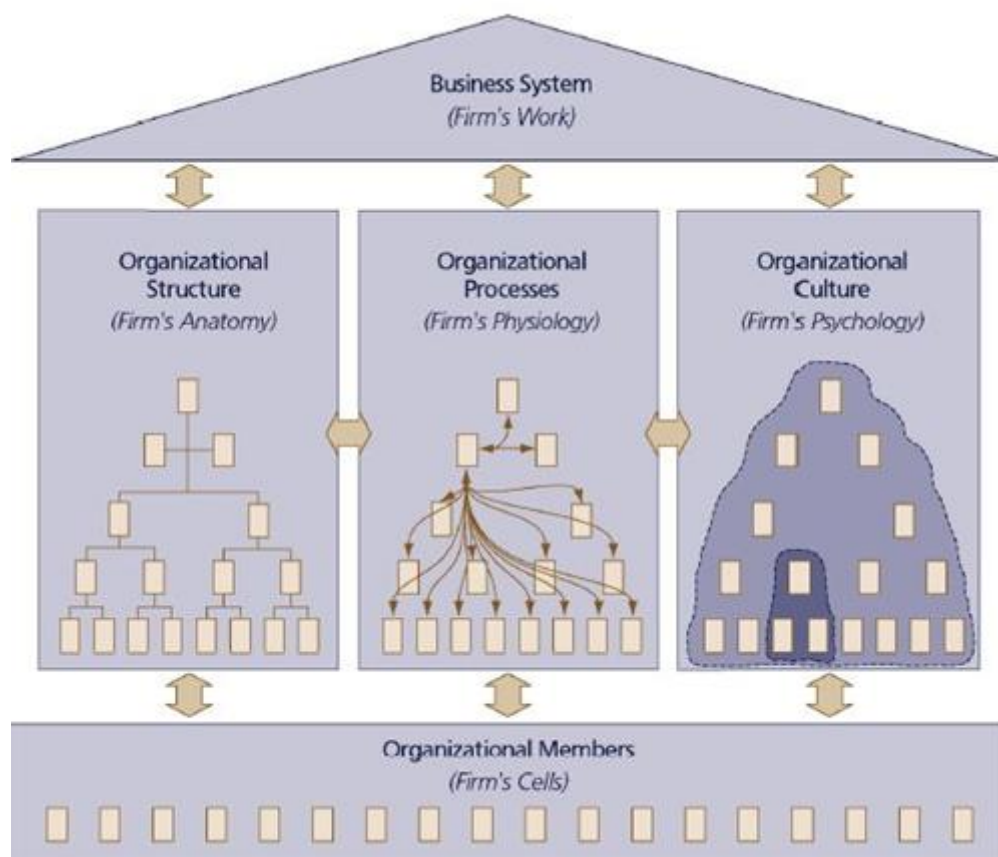 Business System
(Firm's Work)
Organizational
Structure
(Firm's Anatomy)
Organizational
Processes
(Firm's Physiology)
Organizational
Culture
(Firm's Psychology)
Organizational Members
(Firm's Cells)